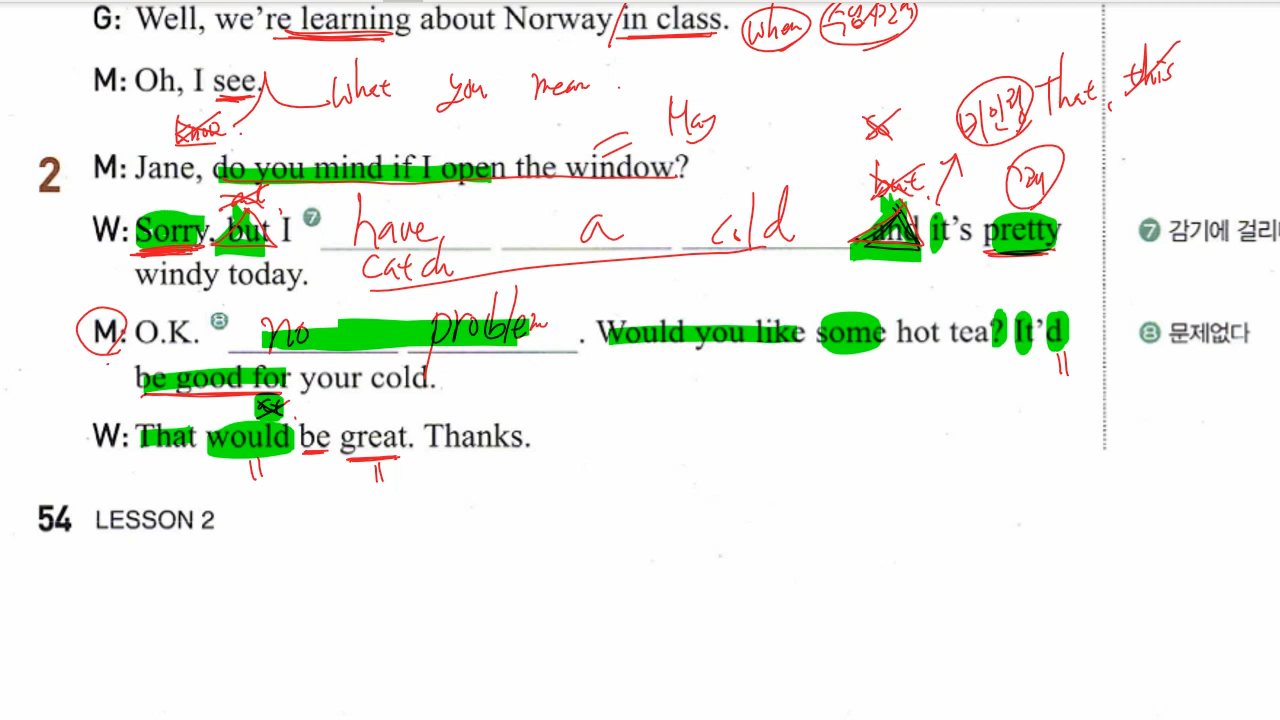 G: Well, we're learning about Norway/in class. when 수업시간에
M: Oh, I see. What you mean.
know?
May so 비인칭 That, this
2 M: Jane, do you mind if I open the window?
and but 꽤
W: Sorry, but I ⑦ have a cold and it's pretty ⑦ 감기에 걸리
catch
windy today.
M: O.K. ⑧ no problem. Would you like some hot tea? It'd ⑧ 문제없다
be good for your cold.
W: That would be great. Thanks.
54 LESSON 2